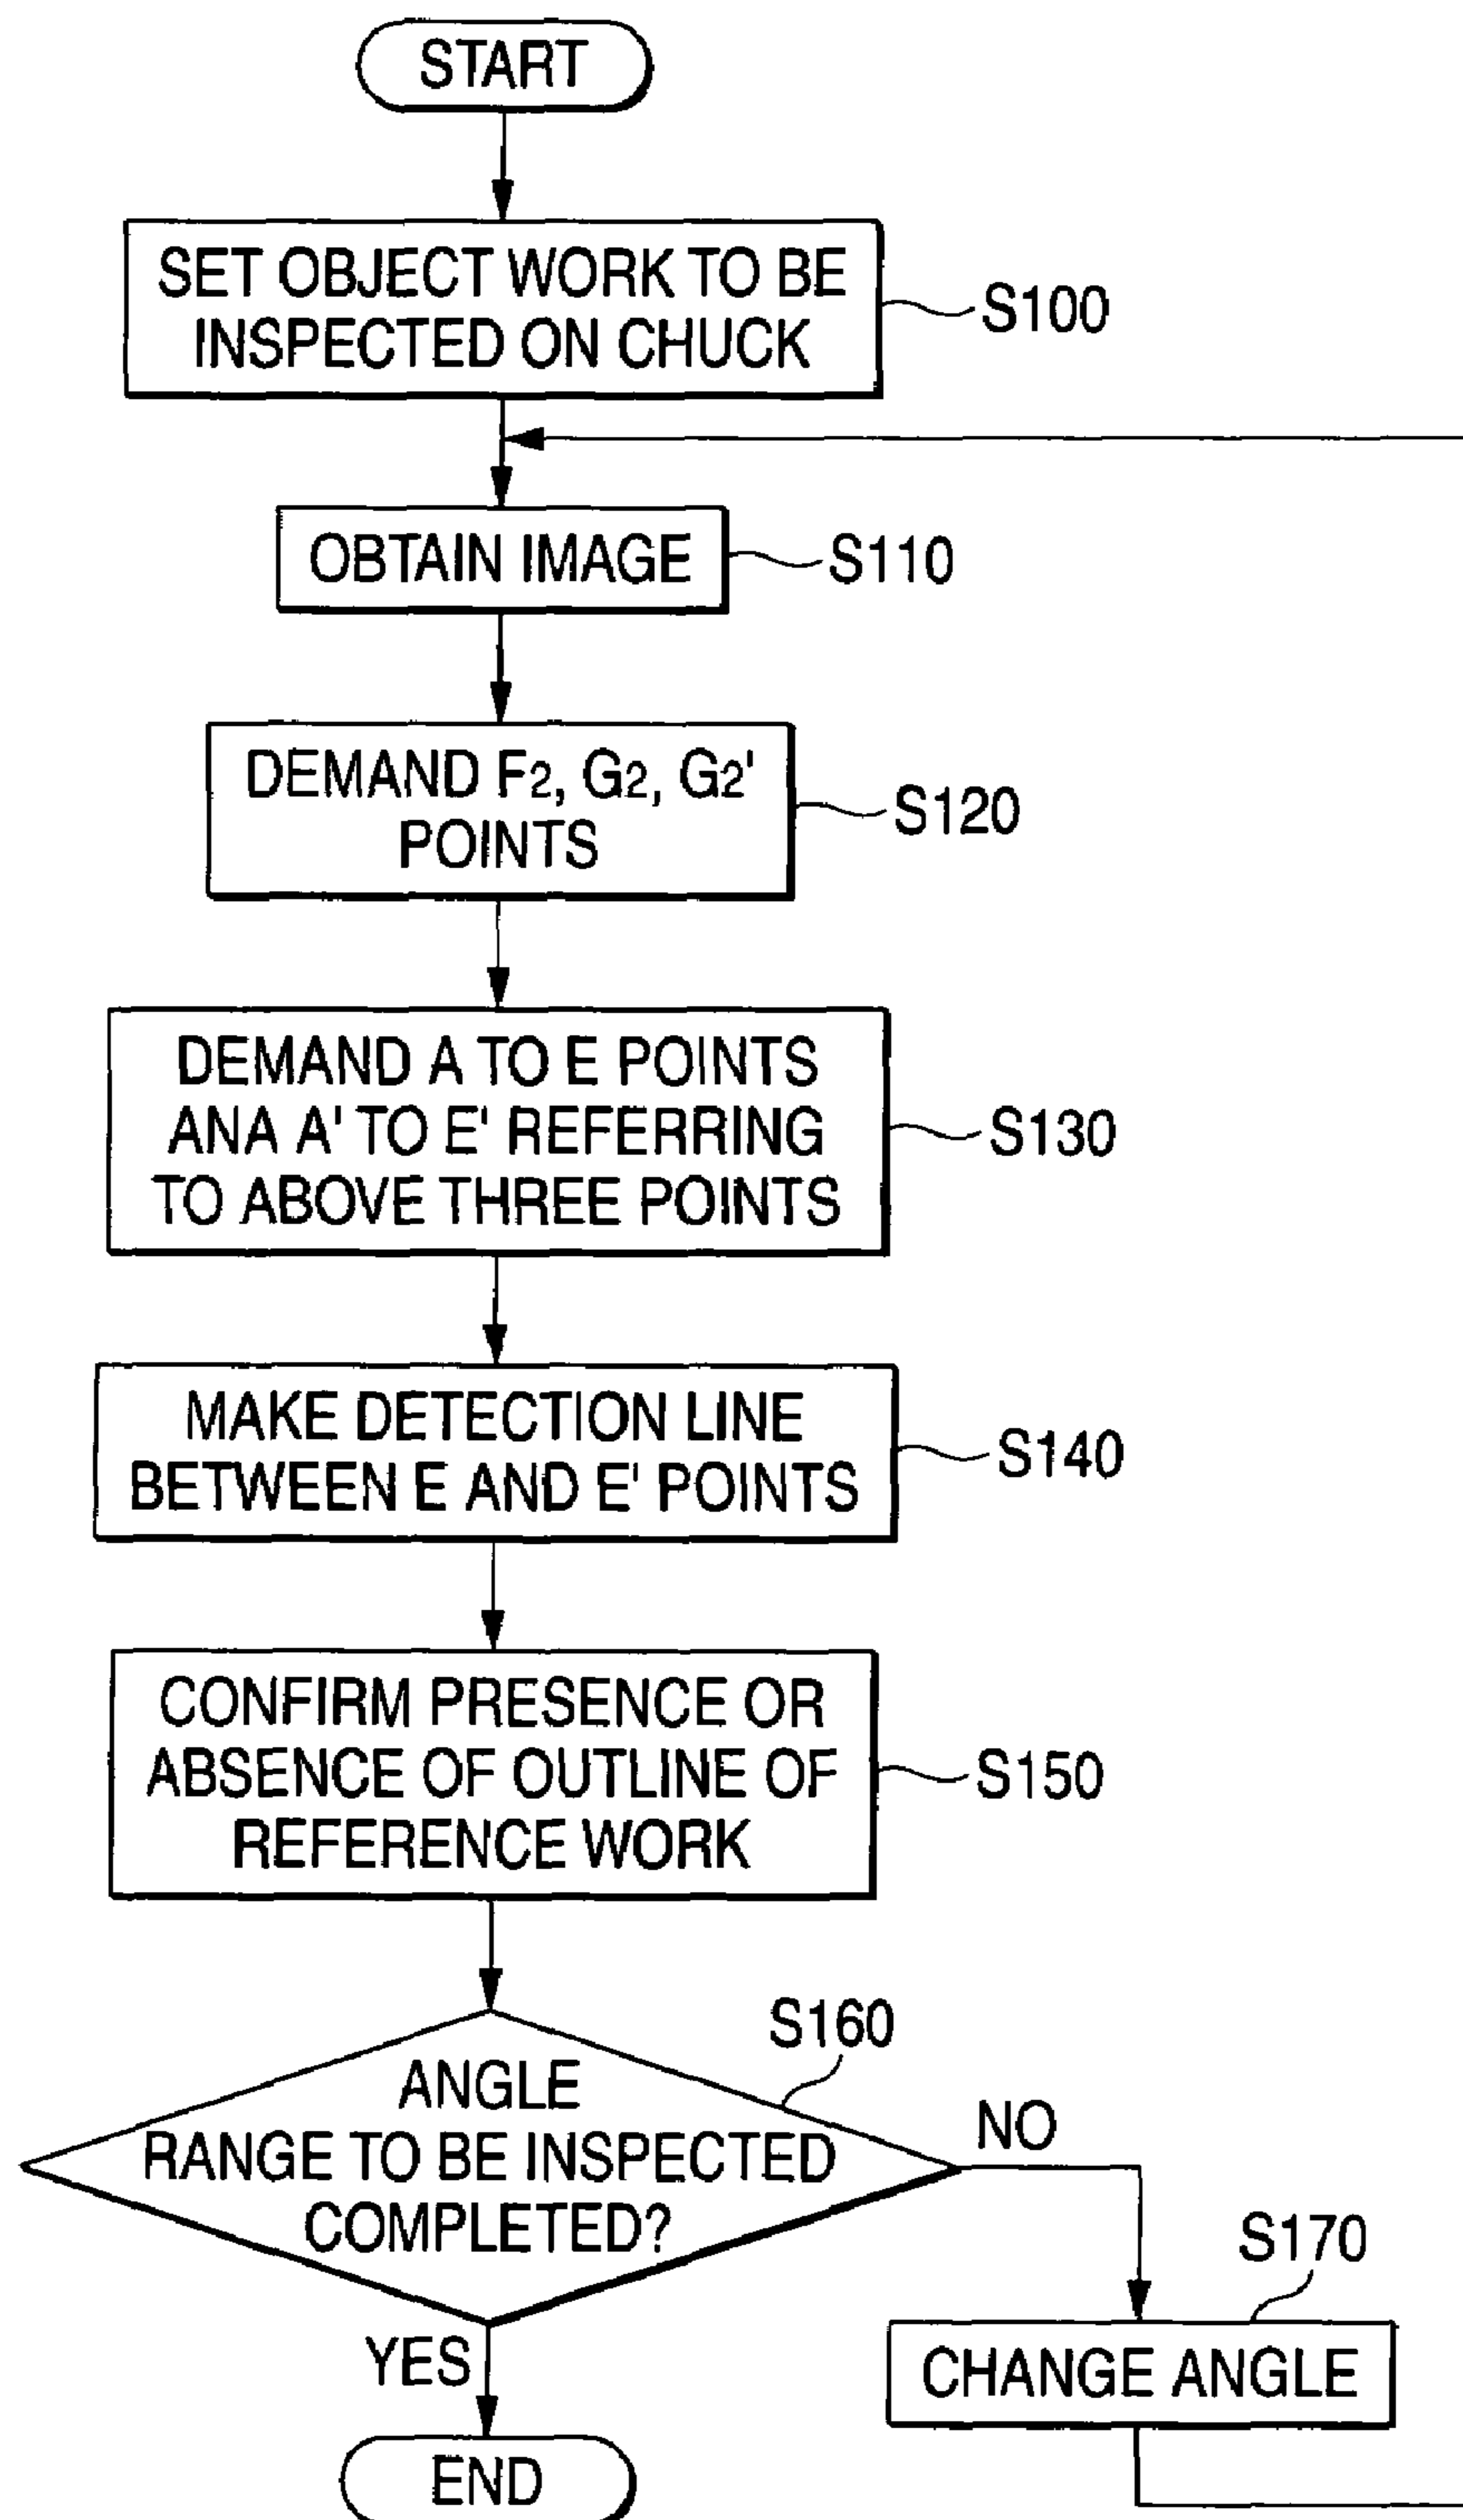 START
SET OBJECT WORK TO BE
INSPECTED ON CHUCK
S100
OBTAIN IMAGE
S110
DEMAND F2, G2, G2'
POINTS
S120
DEMAND A TO E POINTS
ANA A' TO E' REFERRING
TO ABOVE THREE POINTS
S130
MAKE DETECTION LINE
BETWEEN E AND E' POINTS
S140
CONFIRM PRESENCE OR
ABSENCE OF OUTLINE OF
REFERENCE WORK
S150
S160
ANGLE
RANGE TO BE INSPECTED
COMPLETED?
NO
S170
CHANGE ANGLE
YES
END